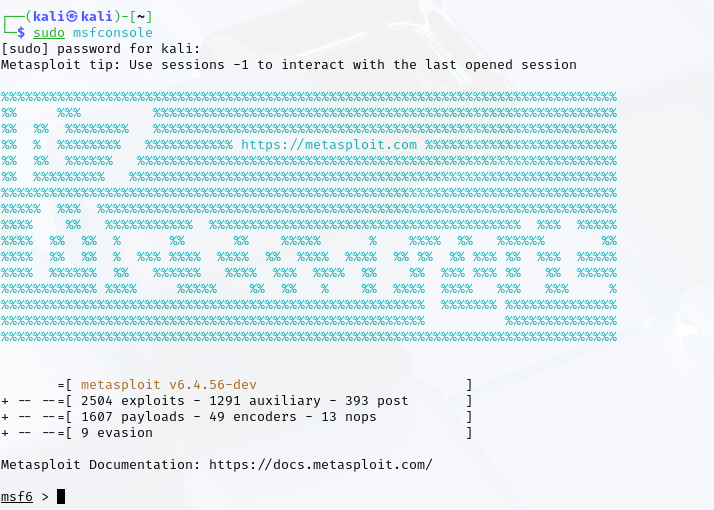 ┌──(kali㉿kali)-[~]
└─$ sudo msfconsole
[sudo] password for kali:
Metasploit tip: Use sessions -1 to interact with the last opened session
https://metasploit.com
=[ metasploit v6.4.56-dev ]
+ -- --=[ 2504 exploits - 1291 auxiliary - 393 post ]
+ -- --=[ 1607 payloads - 49 encoders - 13 nops ]
+ -- --=[ 9 evasion ]
Metasploit Documentation: https://docs.metasploit.com/
msf6 >